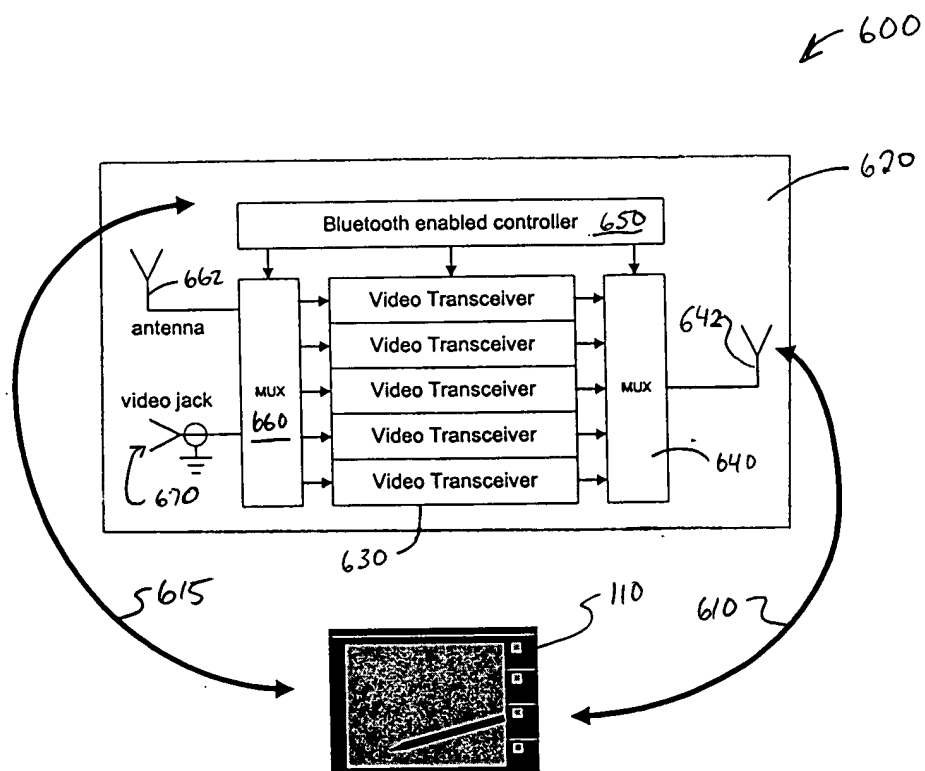 600
620
Bluetooth enabled controller 650
662
antenna
Video Transceiver
Video Transceiver
Video Transceiver
Video Transceiver
Video Transceiver
642
MUX
660
MUX
video jack
670
640
630
615
110
610